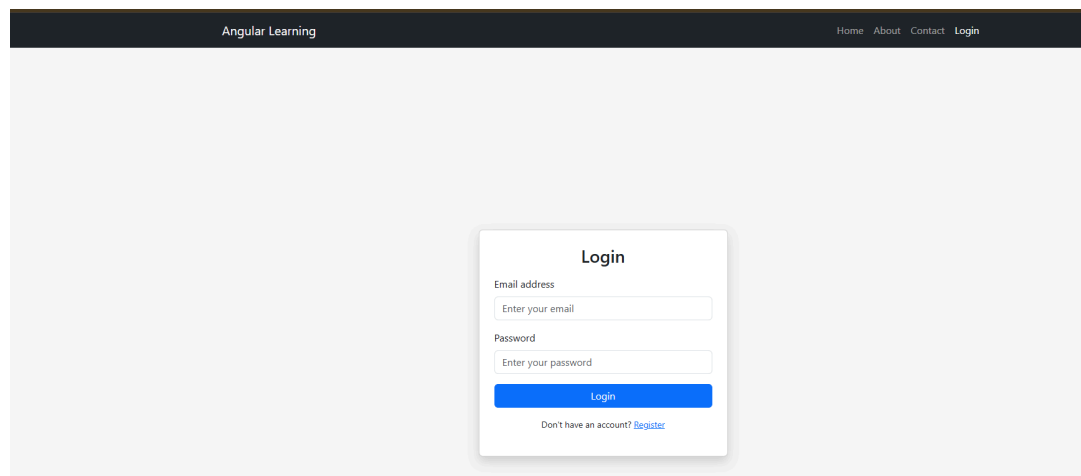 Angular Learning
Home About Contact Login
Login
Email address
Enter your email
Password
Enter your password
Login
Don't have an account? Register